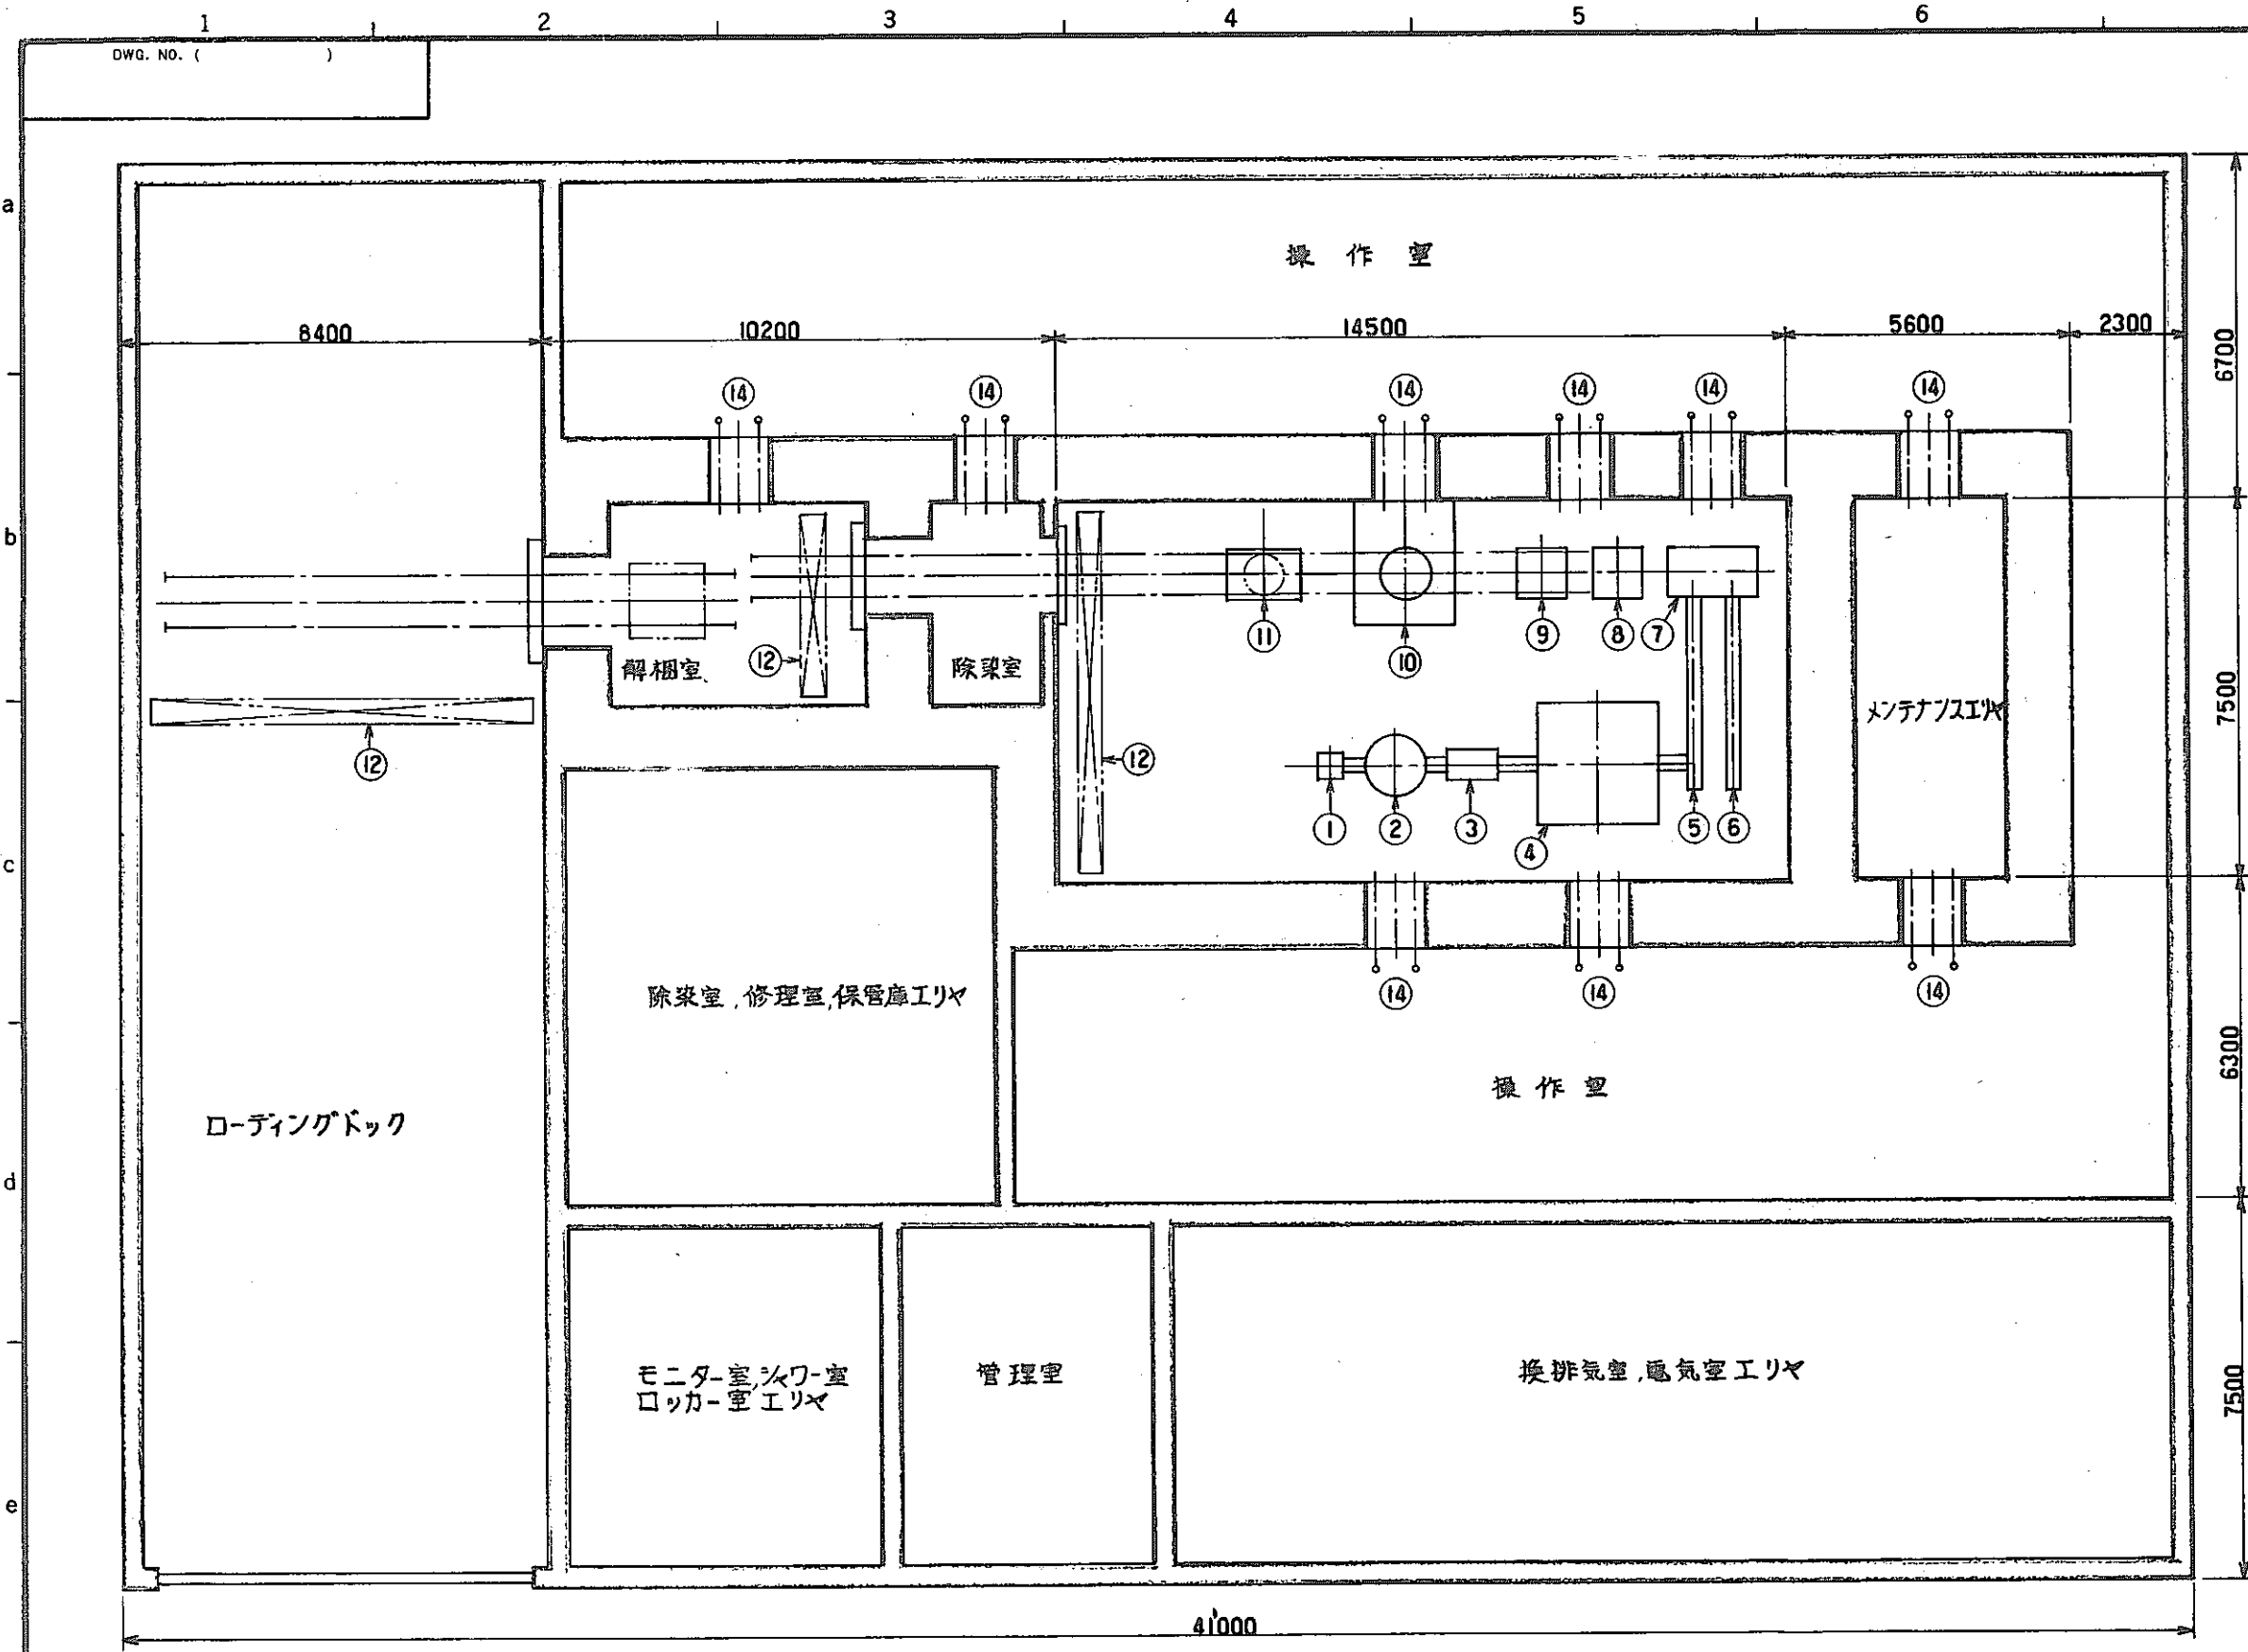 1 2 3 4 5 6
DWG. NO. ( )
a
操作室
8400 10200 14500 5600 2300
6700
⑭ ⑭ ⑭ ⑭ ⑭ ⑭
b
⑪ ⑩ ⑨ ⑧ ⑦
解梱室 ⑫ 除染室
メンテナンスエリヤ
7500
⑫ ⑫
① ② ③ ④ ⑤ ⑥
c
除染室,修理室,保管庫エリヤ
⑭ ⑭ ⑭
6300
操作室
ローディングドック
d
モニター室,シャワー室
ロッカー室エリヤ
管理室
換排気室,電気室エリヤ
7500
e
41000